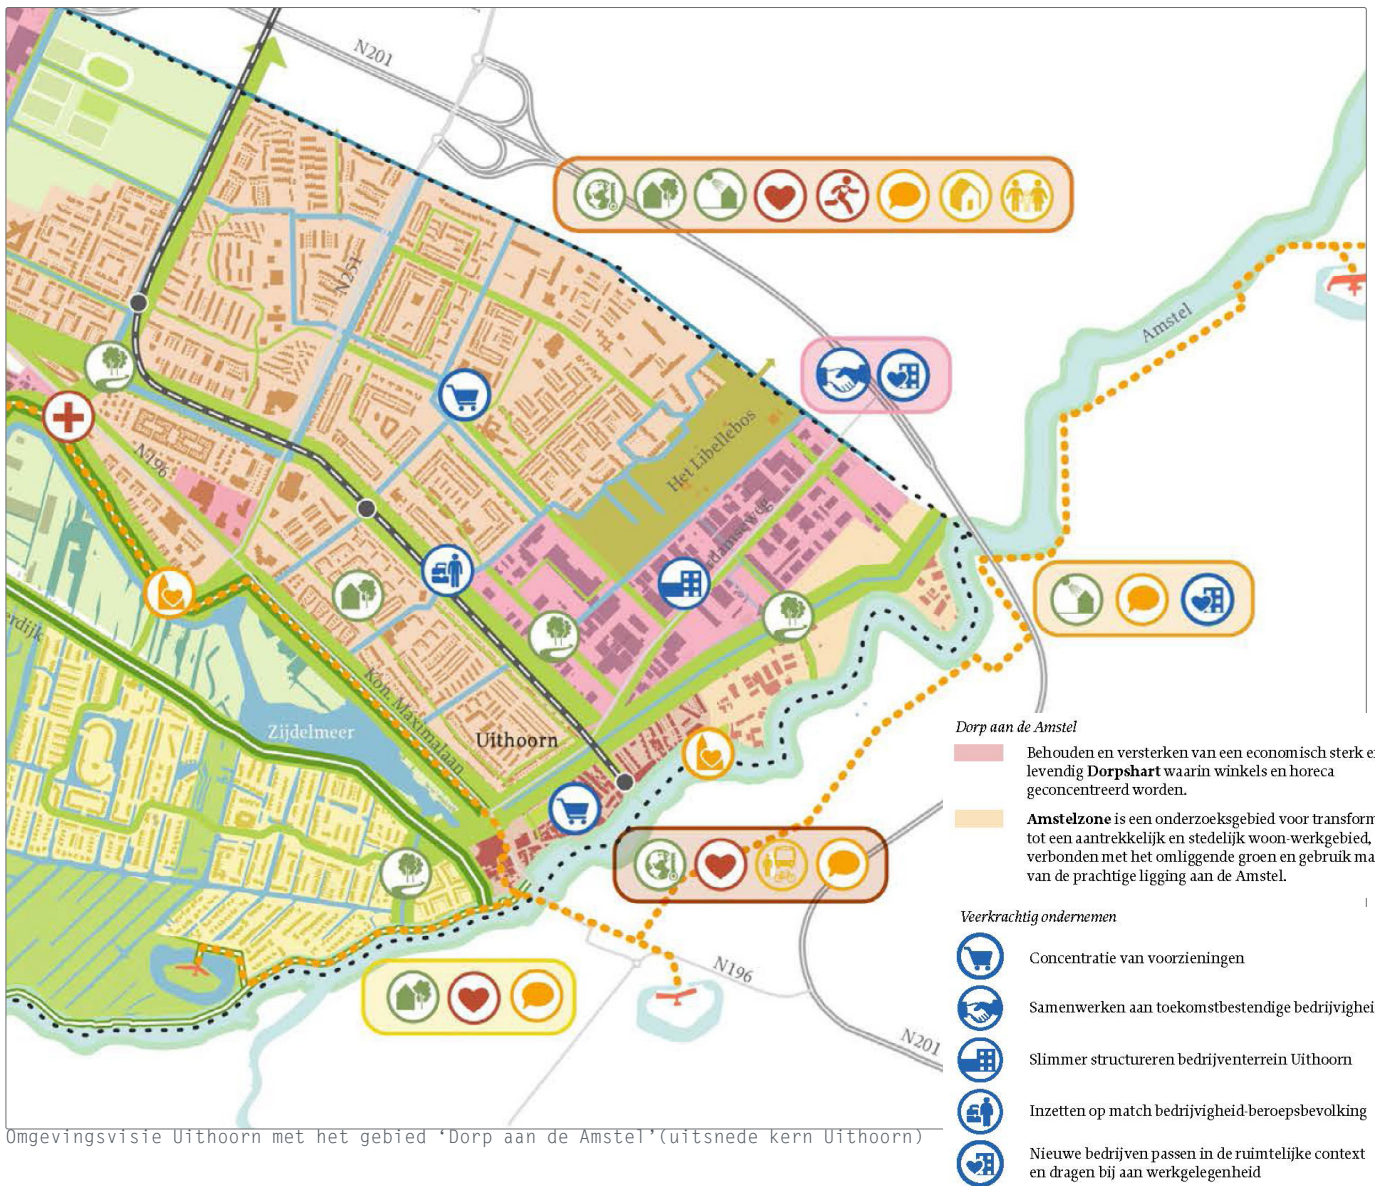 N201
N251
Amstel
Het Libellebos
N196
Kon. Maximalaan
Uithoorn
Zijdelmeer
N196
N201
Dorp aan de Amstel
Behouden en versterken van een economisch sterk
levendig Dorpshart waarin winkels en horeca
geconcentreerd worden.
Amstelzone is een onderzoeksgebied voor transform
tot een aantrekkelijk en stedelijk woon-werkgebied,
verbonden met het omliggende groen en gebruik ma
van de prachtige ligging aan de Amstel.
Veerkrachtig ondernemen
Concentratie van voorzieningen
Samenwerken aan toekomstbestendige bedrijvighei
Slimmer structureren bedrijventerrein Uithoorn
Inzetten op match bedrijvigheid-beroepsbevolking
Nieuwe bedrijven passen in de ruimtelijke context
en dragen bij aan werkgelegenheid
Omgevingsvisie Uithoorn met het gebied ‘Dorp aan de Amstel’(uitsnede kern Uithoorn)